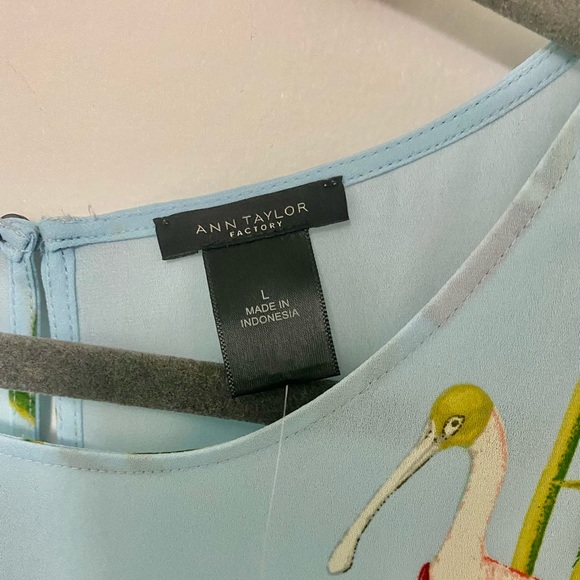 ANN TAYLOR
FACTORY
L
MADE IN
INDONESIA